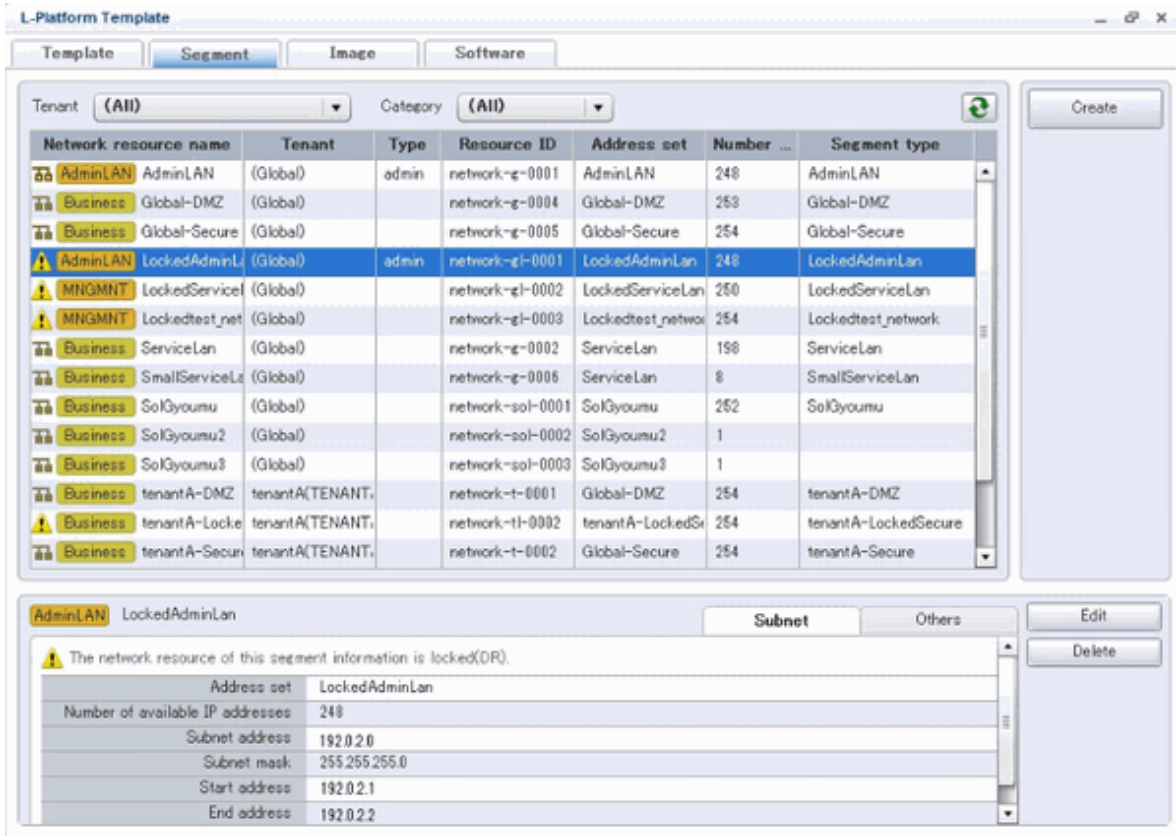 L-Platform Template
Template Segment Image Software
Tenant (All) Category (All)
Create
Network resource name Tenant Type Resource ID Address set Number ... Segment type
AdminLAN AdminLAN (Global) admin network-g-0001 AdminLAN 248 AdminLAN
Business Global-DMZ (Global) network-g-0004 Global-DMZ 253 Global-DMZ
Business Global-Secure (Global) network-g-0005 Global-Secure 254 Global-Secure
AdminLAN LockedAdminLa (Global) admin network-gl-0001 LockedAdminLan 248 LockedAdminLan
MNGMNT LockedServicel (Global) network-gl-0002 LockedServiceLan 250 LockedServiceLan
MNGMNT Lockedtest_net (Global) network-gl-0003 Lockedtest_networ 254 Lockedtest_network
Business ServiceLan (Global) network-g-0002 ServiceLan 198 ServiceLan
Business SmallServiceLa (Global) network-g-0006 ServiceLan 8 SmallServiceLan
Business SolGyoumu (Global) network-sol-0001 SolGyoumu 252 SolGyoumu
Business SolGyoumu2 (Global) network-sol-0002 SolGyoumu2 1
Business SolGyoumu3 (Global) network-sol-0003 SolGyoumu3 1
Business tenantA-DMZ tenantA(TENANT. network-t-0001 Global-DMZ 254 tenantA-DMZ
Business tenantA-Locke tenantA(TENANT. network-tl-0002 tenantA-LockedSe 254 tenantA-LockedSecure
Business tenantA-Secure tenantA(TENANT. network-t-0002 Global-Secure 254 tenantA-Secure
AdminLAN LockedAdminLan
Subnet Others
Edit
Delete
The network resource of this segment information is locked(DR).
Address set LockedAdminLan
Number of available IP addresses 248
Subnet address 192.0.2.0
Subnet mask 255.255.255.0
Start address 192.0.2.1
End address 192.0.2.2